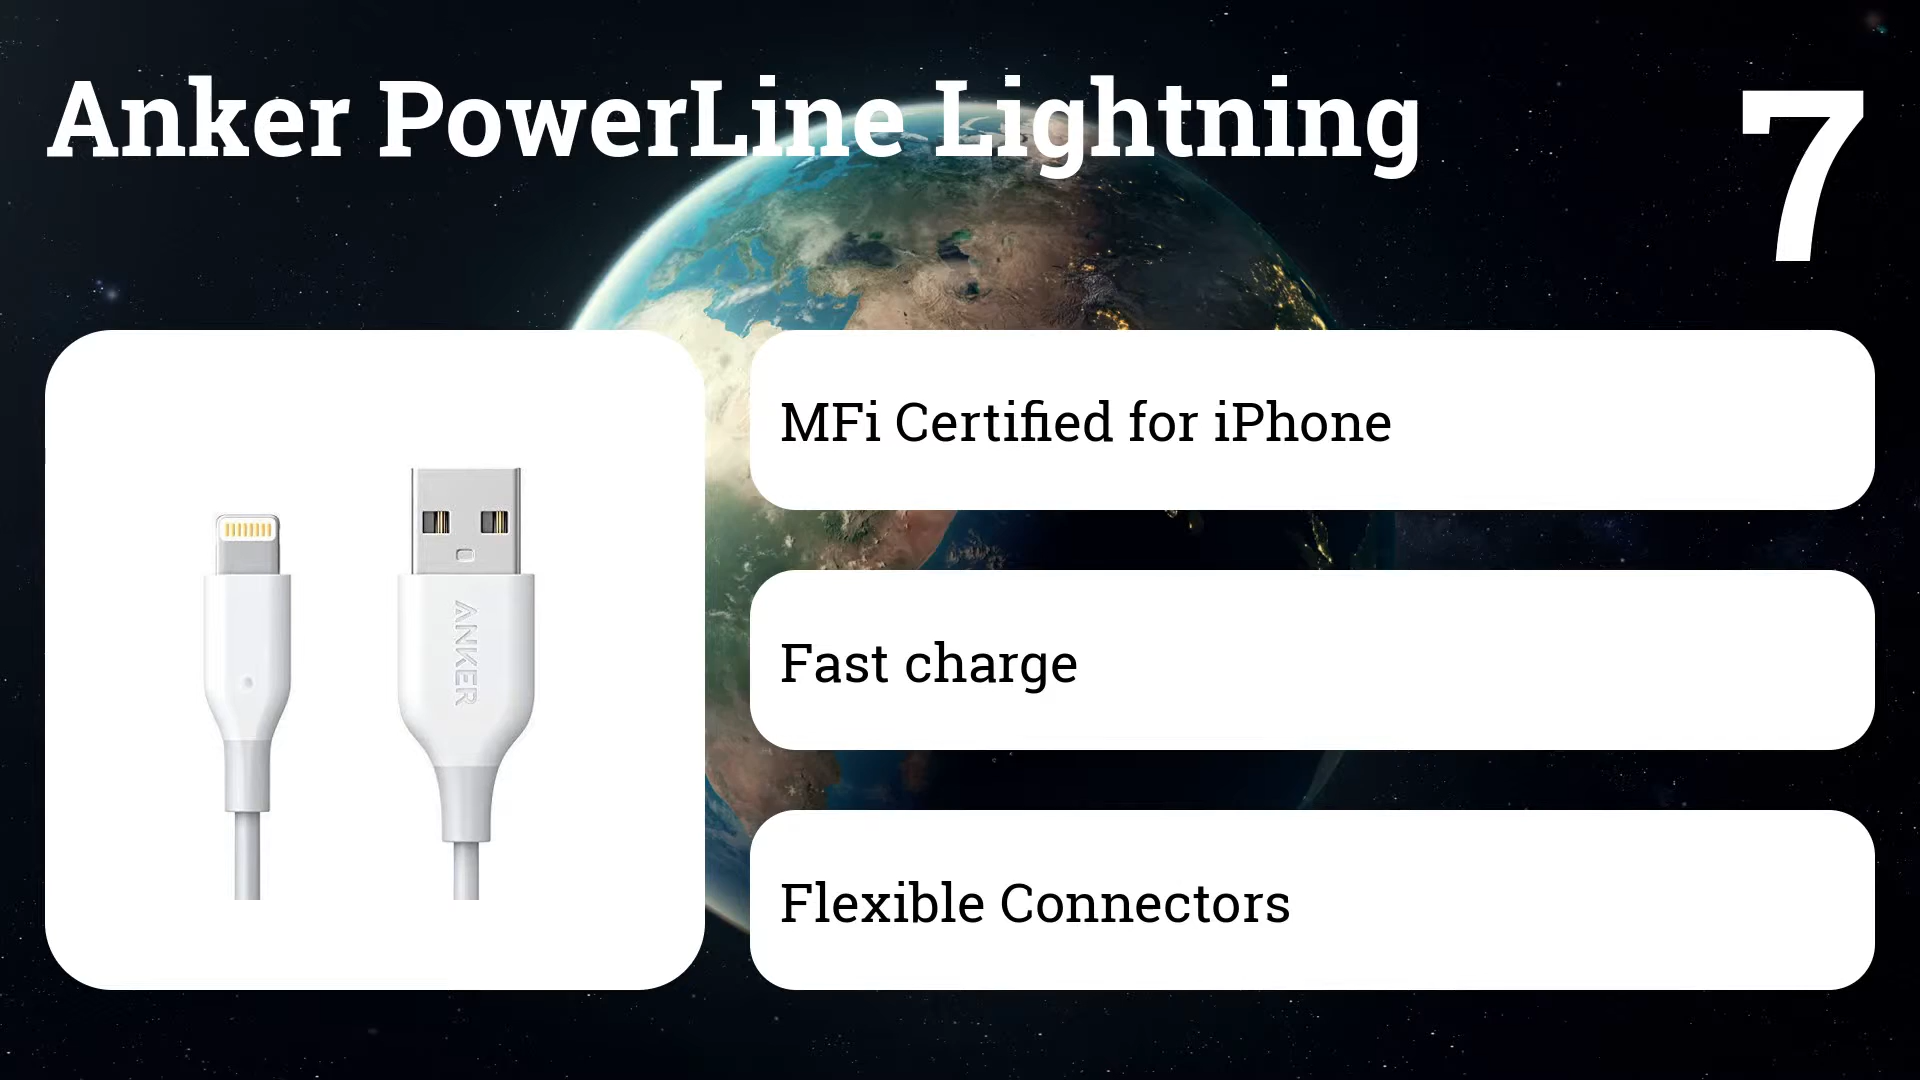 Anker PowerLine Lightning
7
MFi Certified for iPhone
ANKER
Fast charge
Flexible Connectors